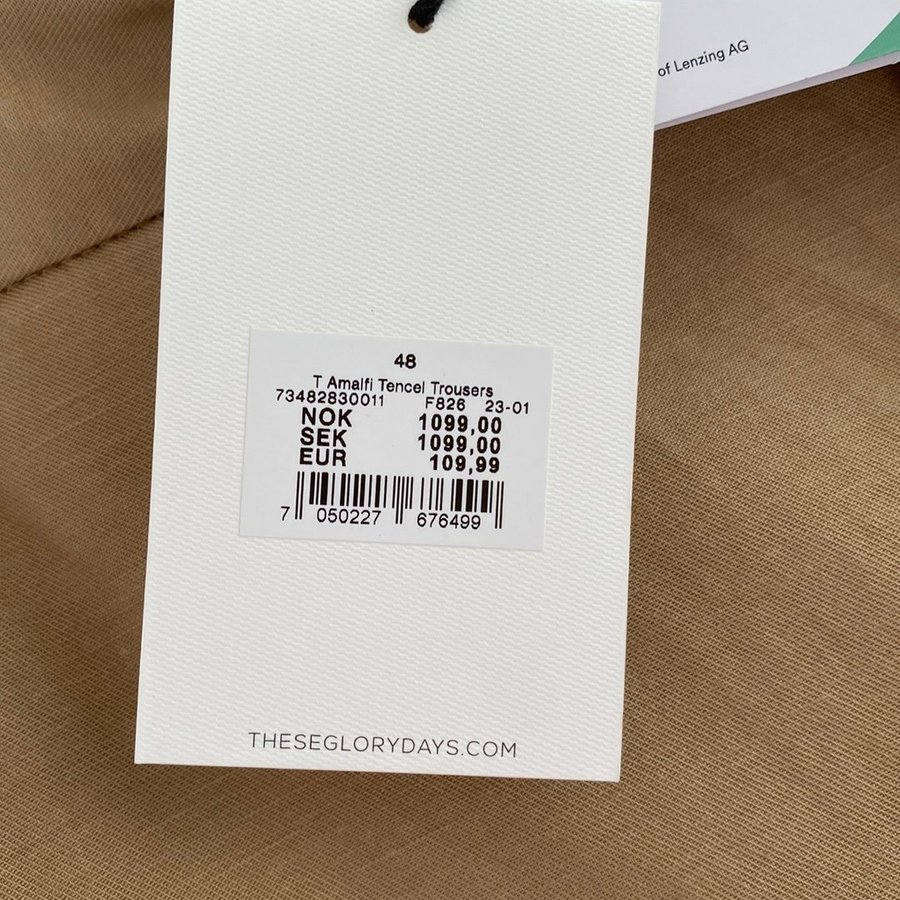 of Lenzing AG
48
T Amalfi Tencel Trousers
73482830011 F826 23-01
NOK 1099,00
SEK 1099,00
EUR 109,99
7 050227 676499
THESEGLORYDAYS.COM